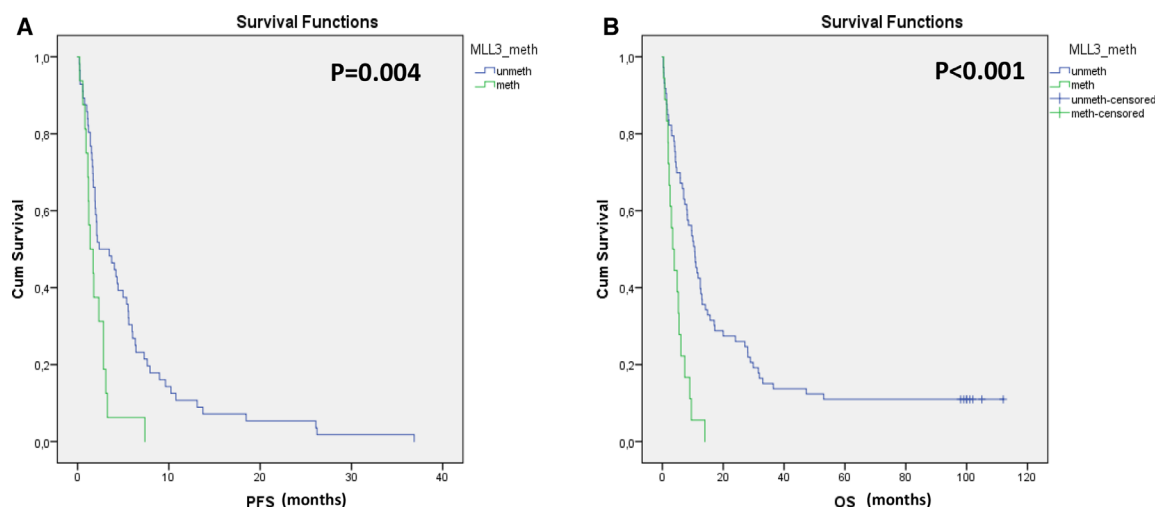 A
Survival Functions
P=0.004
MLL3_meth
unmeth
meth
1,0
0,8
0,6
0,4
0,2
0,0
Cum Survival
0 10 20 30 40
PFS (months)
B
Survival Functions
P<0.001
MLL3_meth
unmeth
meth
unmeth-censored
meth-censored
1,0
0,8
0,6
0,4
0,2
0,0
Cum Survival
0 20 40 60 80 100 120
OS (months)